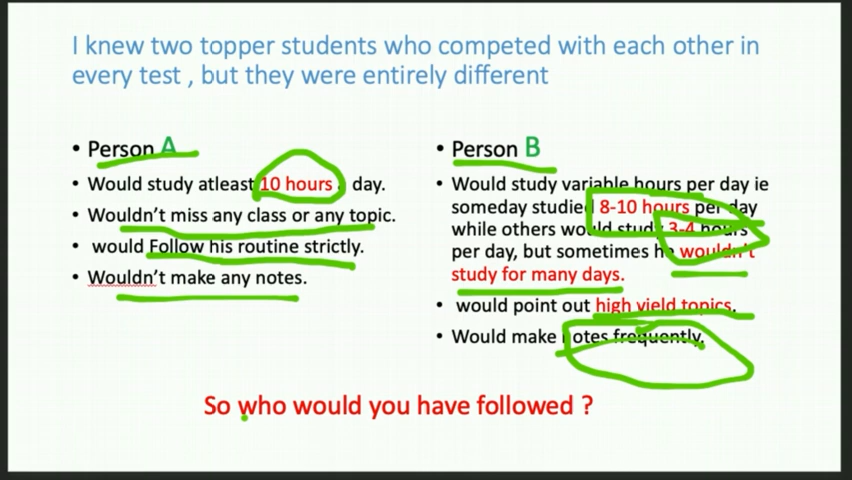 I knew two topper students who competed with each other in
every test , but they were entirely different
• Person A
• Would study atleast 10 hours a day.
• Wouldn't miss any class or any topic.
• would Follow his routine strictly.
• Wouldn't make any notes.
• Person B
• Would study variable hours per day ie
someday studied 8-10 hours per day
while others would study 3-4 hours
per day, but sometimes he wouldn't
study for many days.
• would point out high yield topics.
• Would make notes frequently.
So who would you have followed ?